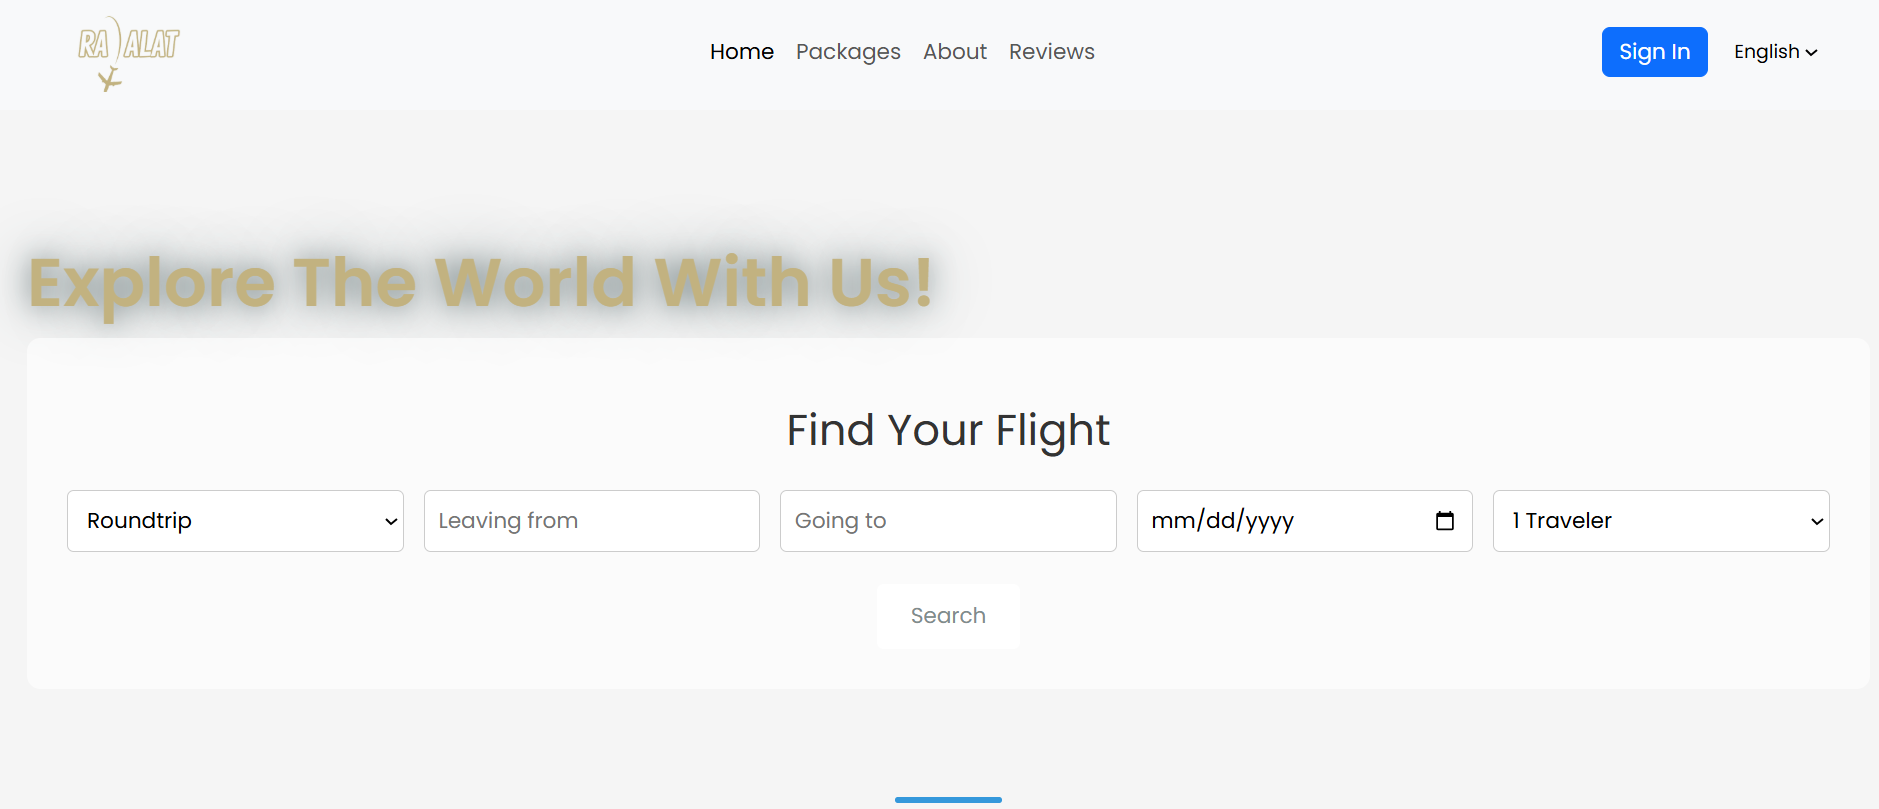 RA ALAT
Home Packages About Reviews
Sign In English
Explore The World With Us!
Find Your Flight
Roundtrip Leaving from Going to mm/dd/yyyy 1 Traveler
Search